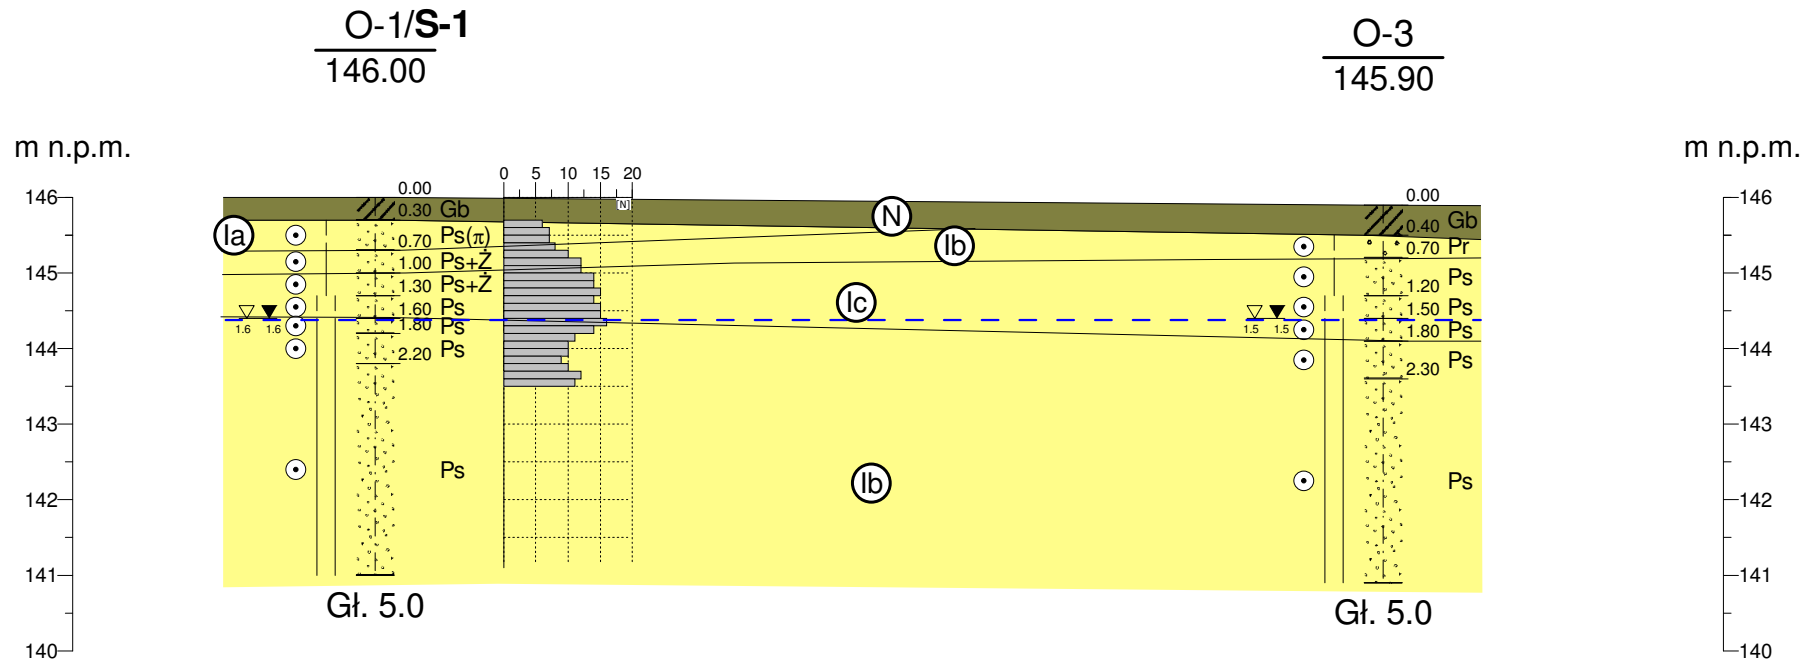 O-1/S-1
146.00
O-3
145.90
m n.p.m.
m n.p.m.
0 5 10 15 20
[N]
146
145
144
143
142
141
140
0.00
0.30 Gb
Ps(π)
0.70
Ps+Ż
1.00
Ps+Ż
1.30
Ps
1.60
Ps
1.80
Ps
2.20
Ps
1.6 1.6
Ia
N
Ib
Ic
Ib
0.00
Gb
0.40
Pr
0.70
Ps
1.20
Ps
1.50
Ps
1.80
Ps
2.30
Ps
1.5 1.5
Gł. 5.0
Gł. 5.0
146
145
144
143
142
141
140